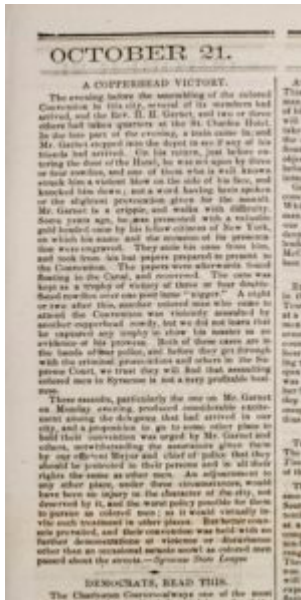 OCTOBER 21.
A COPPERHEAD VICTORY.
The evening before the assembling of the colored
Convention in this city, several of its members had
arrived, and the Rev. H. H. Garnet, and two or three
others had taken quarters at the St. Charles Hotel.
In the late part of the evening, a train came in, and
Mr. Garnet stepped into the depot to see if any of his
friends had arrived. On his return, just before en-
tering the door of the Hotel, he was set upon by three
or four rowdies, and one of them who is well known
struck him a violent blow on the side of his face, and
knocked him down; not a word having been spoken
or the slightest provocation given for the assault.
Mr. Garnet is a cripple, and walks with difficulty.
Some years ago, he was presented with a valuable
gold headed cane by his fellow citizens of New York,
on which his name and the occasion of its presenta-
tion were engraved. They stole his cane from him,
and took from his hat papers prepared to present to
the Convention. The papers were afterwards found
floating in the Canal, and recovered. The cane was
kept as a trophy of victory of three or four double-
fisted rowdies over one poor lame
A night
or two after this, another colored man who came to
attend the Convention was violently assaulted by
another copperhead rowdy, but we did not learn that
he captured any trophy to show his master as an
evidence of his prowess. Both of these cases are in
the hands of our police, and before they get through
with the criminal prosecution and others in the Su-
preme Court, we trust they will find that assaulting
colored men in Syracuse is not a very profitable busi-
ness.
These assaults, particularly the one on Mr. Garnet
on Monday evening produced considerable excite-
ment among the delegates that had arrived in our
city, and a proposition to go to some other place to
hold their convention was urged by Mr. Garnet and
others, notwithstanding the assurance given them
by our efficient Mayor and chief of police that they
should be protected in their persons and in all their
rights the same as other men. An adjournment to
any other place, under these circumstances, would
have been an injury to the character of the city, not
deserved by it, and the worst policy possible for them
to pursue as colored men; as it would virtually in-
vite such treatment in other places. But better coun-
sels prevailed, and their convention was held with no
further demonstrations of violence or disturbance
other than an occasional sneer as colored men
passed about the streets.—Syracuse State League
DEMOCRATS, READ THIS.
The Charleston one of the most